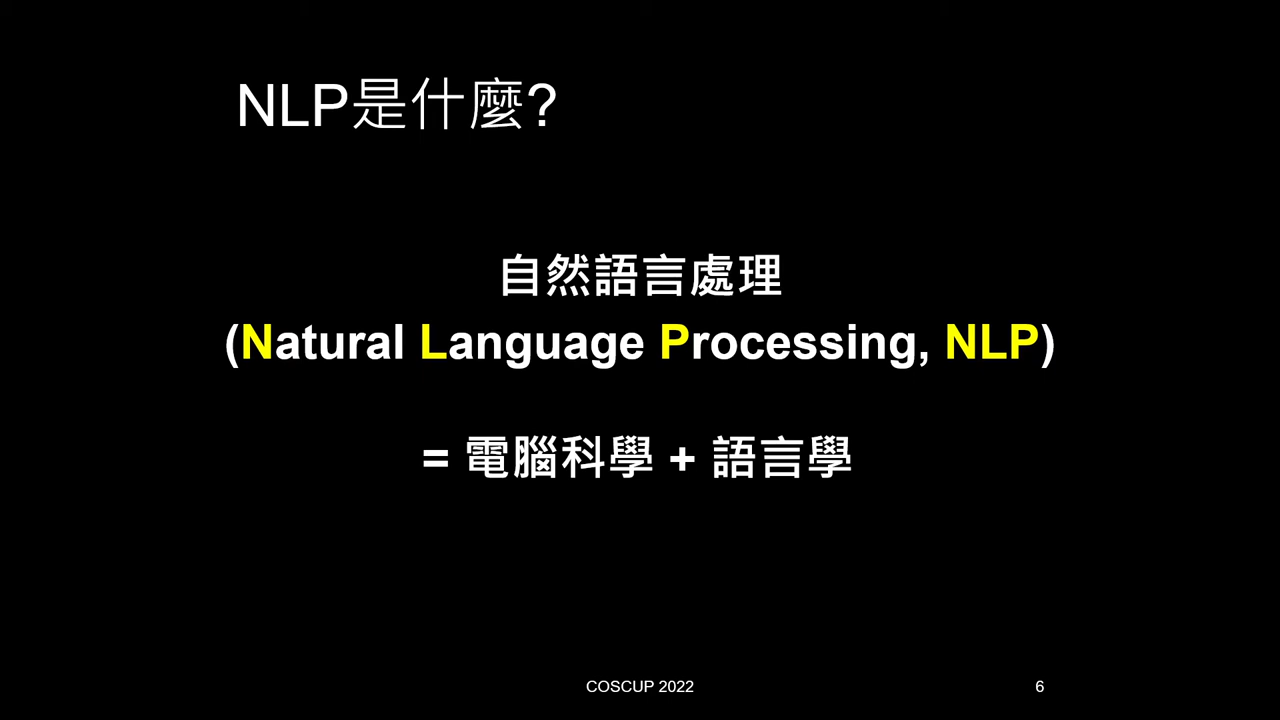 NLP是什麼?
自然語言處理
(Natural Language Processing, NLP)
= 電腦科學 + 語言學
COSCUP 2022
6